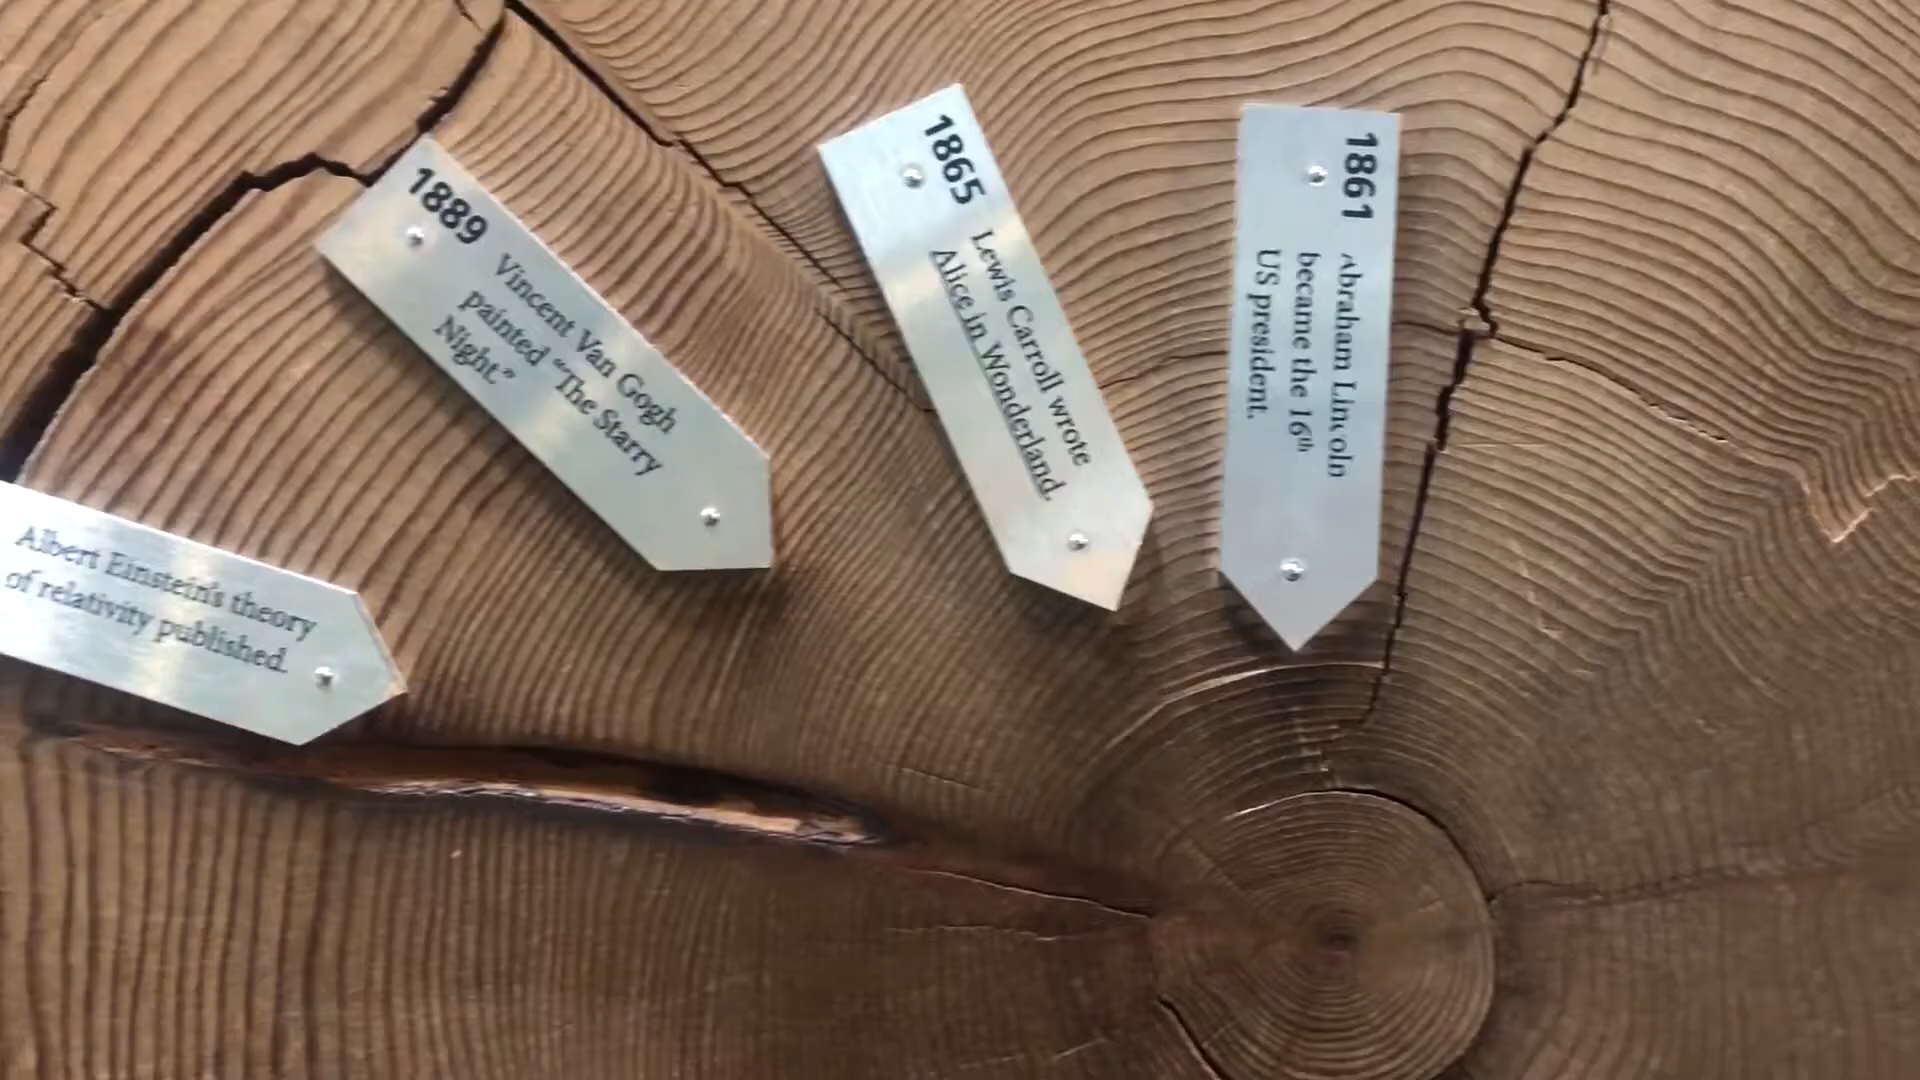 1889
Vincent Van Gogh
painted “The Starry
Night.”
1865
Lewis Carroll wrote
Alice in Wonderland.
1861
Abraham Lincoln
became the 16th
US president.
Albert Einstein's theory
of relativity published.